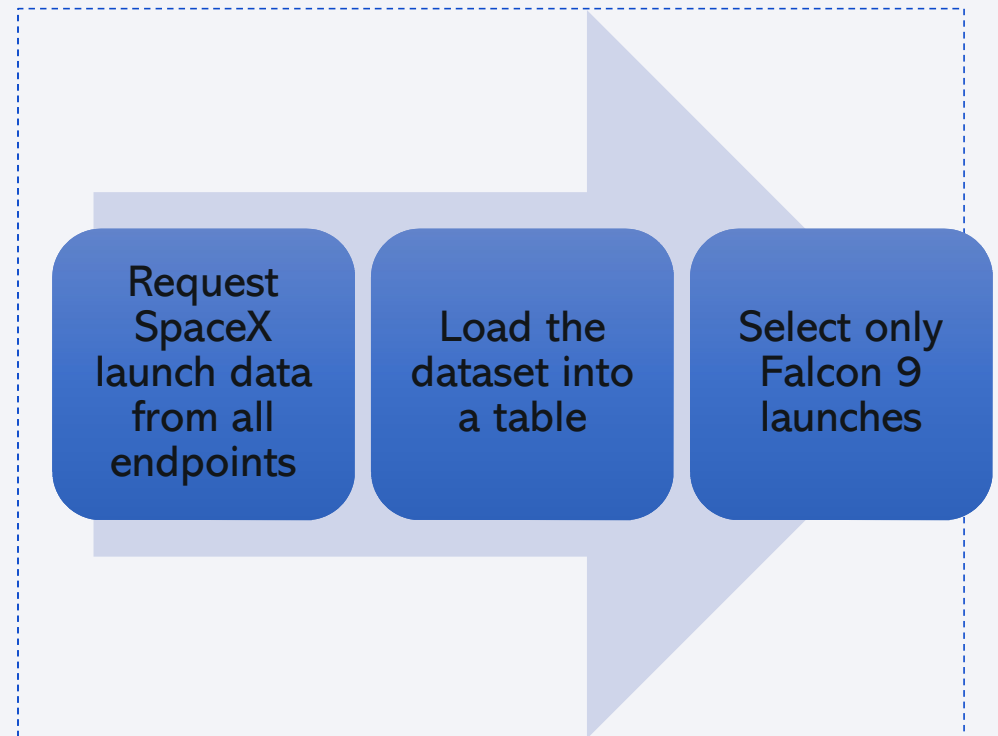 Request
SpaceX
launch data
from all
endpoints
Load the
dataset into
a table
Select only
Falcon 9
launches